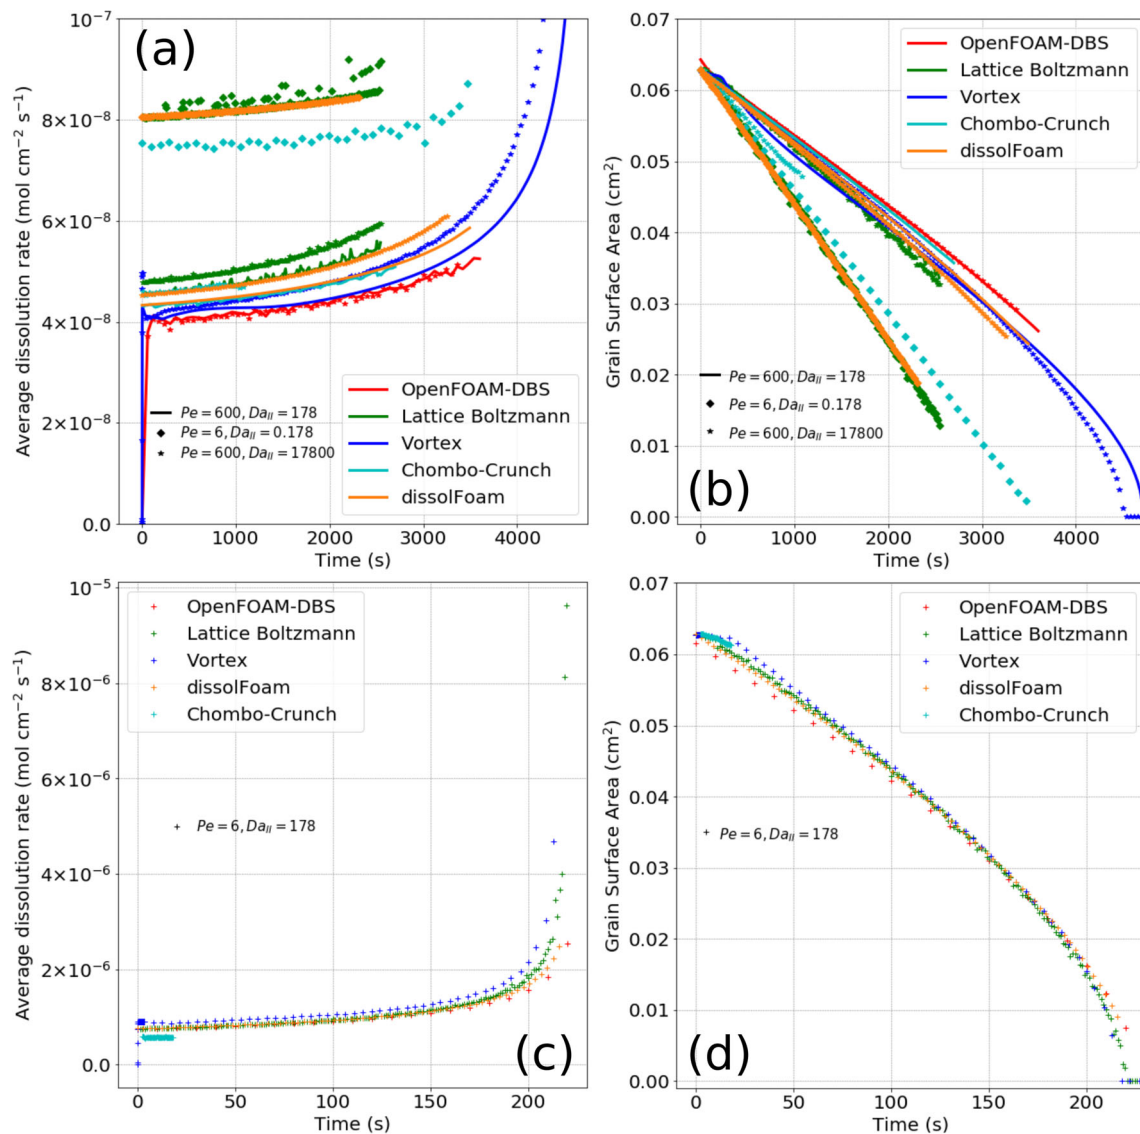 (a)
10⁻⁷
8×10⁻⁸
6×10⁻⁸
4×10⁻⁸
2×10⁻⁸
0.0
Average dissolution rate (mol cm⁻² s⁻¹)
Pe = 600, Da_II = 178
Pe = 6, Da_II = 0.178
Pe = 600, Da_II = 17800
OpenFOAM-DBS
Lattice Boltzmann
Vortex
Chombo-Crunch
dissolFoam
0 1000 2000 3000 4000
Time (s)
0.07
0.06
0.05
0.04
0.03
0.02
0.01
0.00
Grain Surface Area (cm²)
OpenFOAM-DBS
Lattice Boltzmann
Vortex
Chombo-Crunch
dissolFoam
Pe = 600, Da_II = 178
Pe = 6, Da_II = 0.178
Pe = 600, Da_II = 17800
(b)
0 1000 2000 3000 4000
Time (s)
10⁻⁵
8×10⁻⁶
6×10⁻⁶
4×10⁻⁶
2×10⁻⁶
0.0
Average dissolution rate (mol cm⁻² s⁻¹)
OpenFOAM-DBS
Lattice Boltzmann
Vortex
dissolFoam
Chombo-Crunch
Pe = 6, Da_II = 178
(c)
0 50 100 150 200
Time (s)
0.07
0.06
0.05
0.04
0.03
0.02
0.01
0.00
Grain Surface Area (cm²)
OpenFOAM-DBS
Lattice Boltzmann
Vortex
dissolFoam
Chombo-Crunch
Pe = 6, Da_II = 178
(d)
0 50 100 150 200
Time (s)